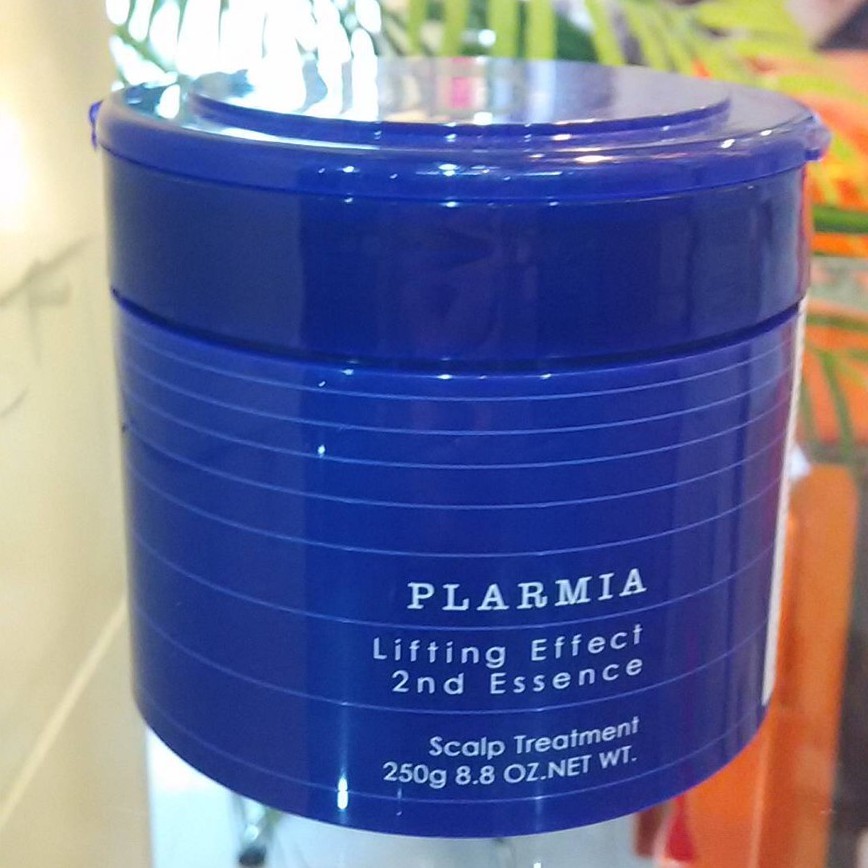 PLARMIA
Lifting Effect
2nd Essence
Scalp Treatment
250g 8.8 OZ.NET WT.